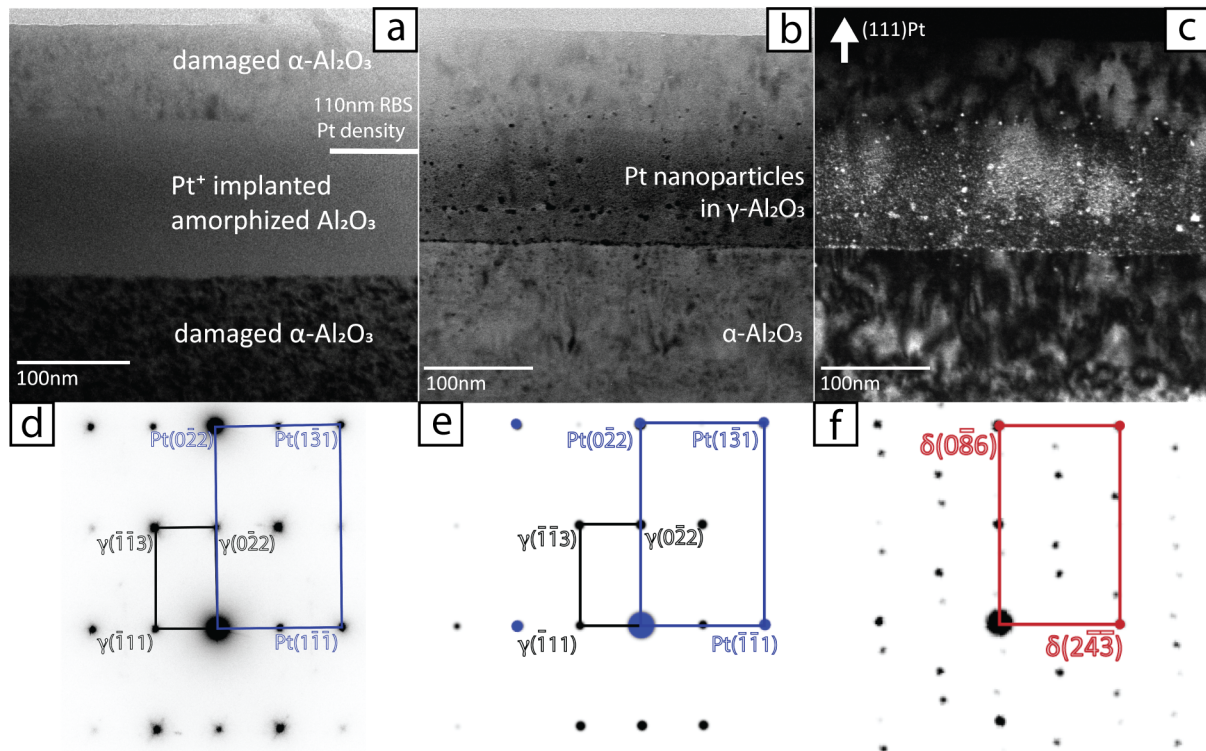 a
damaged α-Al₂O₃
110nm RBS
Pt density
Pt⁺ implanted
amorphized Al₂O₃
damaged α-Al₂O₃
100nm
b
Pt nanoparticles
in γ-Al₂O₃
α-Al₂O₃
100nm
(111)Pt
c
100nm
d
Pt(02̅2)
Pt(13̅1)
γ(1̅1̅3)
γ(02̅2)
γ(1̅11)
Pt(11̅1̅)
e
Pt(02̅2)
Pt(13̅1)
γ(1̅1̅3)
γ(02̅2)
γ(1̅11)
Pt(1̅1̅1)
f
δ(08̅6)
δ(24̅3̅)